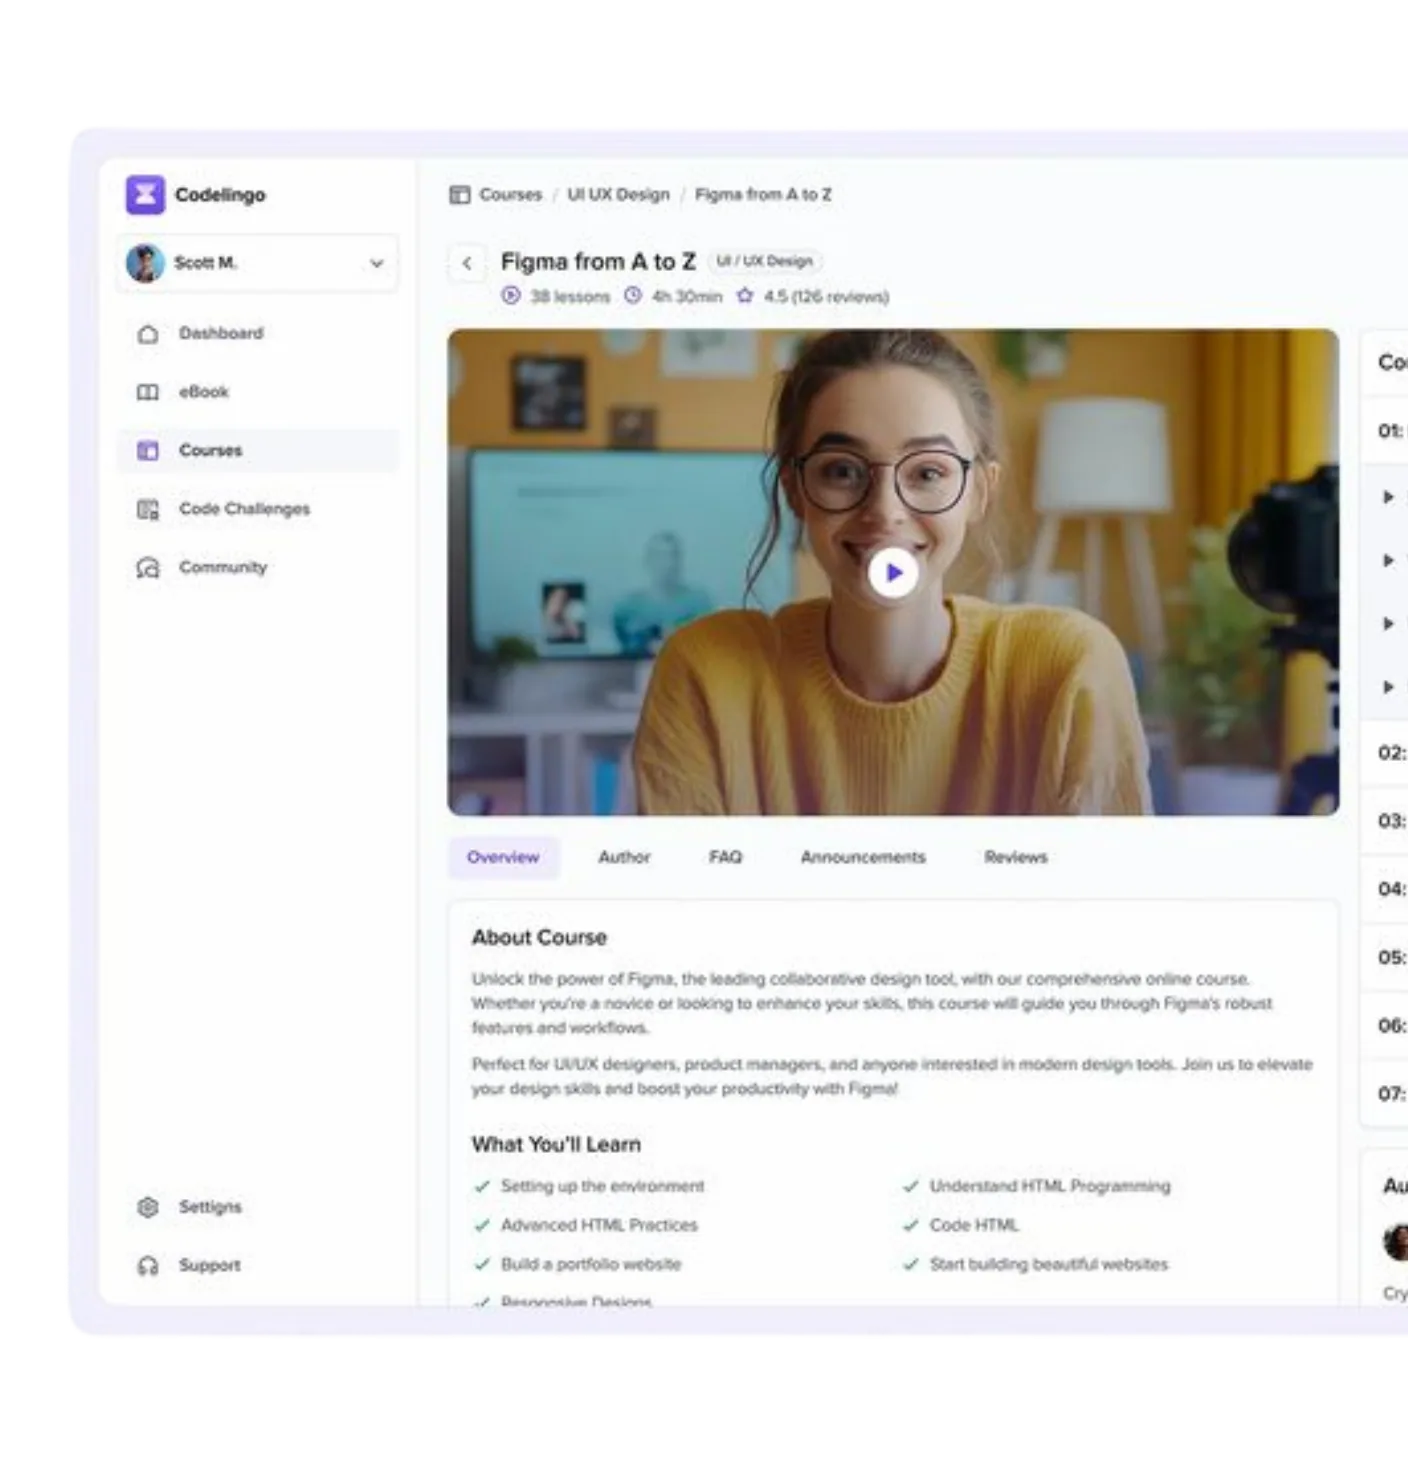 Codelingo
Scott M.
Dashboard
eBook
Courses
Code Challenges
Community
Settigns
Support
Courses / UI UX Design / Figma from A to Z
Figma from A to Z UI / UX Design
38 lessons 4h 30min 4.5 (126 reviews)
Overview Author FAQ Announcements Reviews
About Course
Unlock the power of Figma, the leading collaborative design tool, with our comprehensive online course.
Whether you're a novice or looking to enhance your skills, this course will guide you through Figma's robust
features and workflows.
Perfect for UI/UX designers, product managers, and anyone interested in modern design tools. Join us to elevate
your design skills and boost your productivity with Figma!
What You'll Learn
Setting up the environment
Understand HTML Programming
Advanced HTML Practices
Code HTML
Build a portfolio website
Start building beautiful websites
Responsive Designs
01:
02:
03:
04:
05:
06:
07: